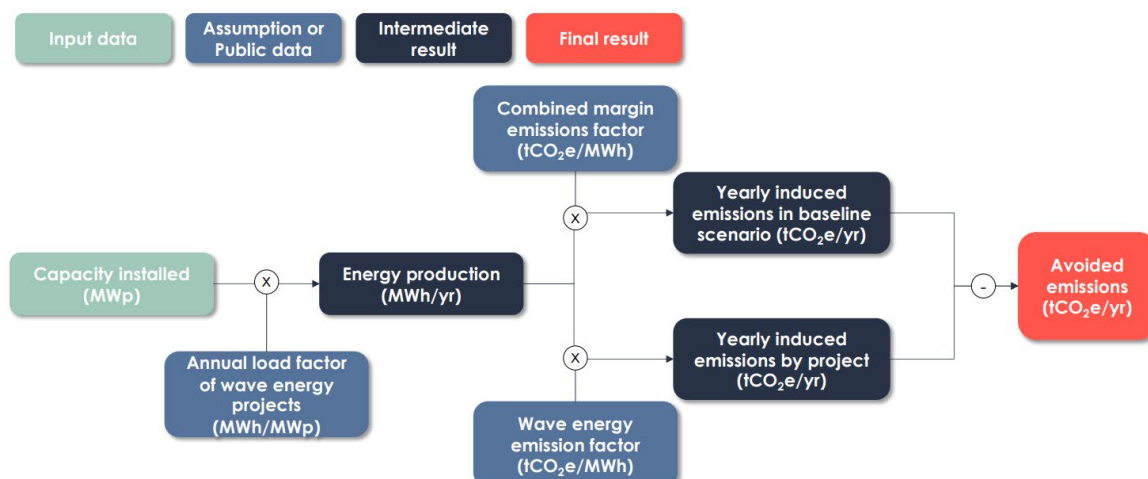 Input data
Assumption or
Public data
Intermediate
result
Final result
Combined margin
emissions factor
(tCO₂e/MWh)
Yearly induced
emissions in baseline
scenario (tCO₂e/yr)
x
Capacity installed
(MWp)
x
Energy production
(MWh/yr)
-
Avoided
emissions
(tCO₂e/yr)
Annual load factor
of wave energy
projects
(MWh/MWp)
x
Yearly induced
emissions by project
(tCO₂e/yr)
Wave energy
emission factor
(tCO₂e/MWh)